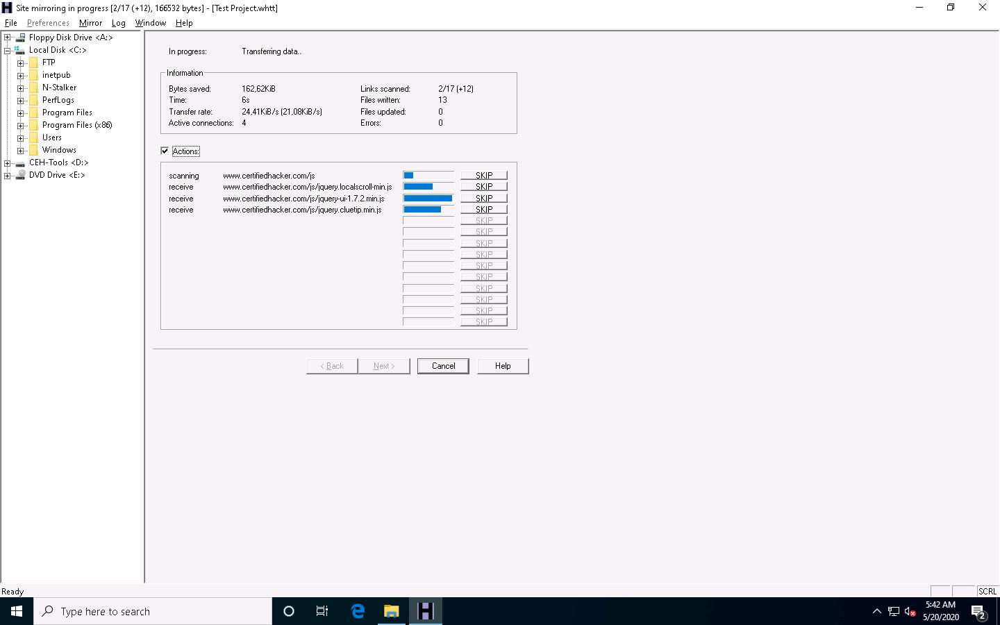 Site mirroring in progress [2/17 (+12), 166532 bytes] - [Test Project.whtt]
File Preferences Mirror Log Window Help
Floppy Disk Drive <A:>
Local Disk <C:>
FTP
inetpub
N-Stalker
PerfLogs
Program Files
Program Files (x86)
Users
Windows
CEH-Tools <D:>
DVD Drive <E:>
In progress: Transferring data..
Information
Bytes saved: 162,62KiB Links scanned: 2/17 (+12)
Time: 6s Files written: 13
Transfer rate: 24,41KiB/s (21,08KiB/s) Files updated: 0
Active connections: 4 Errors: 0
Actions:
scanning www.certifiedhacker.com/js SKIP
receive www.certifiedhacker.com/js/jquery.localscroll-min.js SKIP
receive www.certifiedhacker.com/js/jquery-ui-1.7.2.min.js SKIP
receive www.certifiedhacker.com/js/jquery.cluetip.min.js SKIP
SKIP
SKIP
SKIP
SKIP
SKIP
SKIP
SKIP
SKIP
SKIP
SKIP
< Back Next > Cancel Help
Ready SCRL
Type here to search
5:42 AM
5/20/2020
2